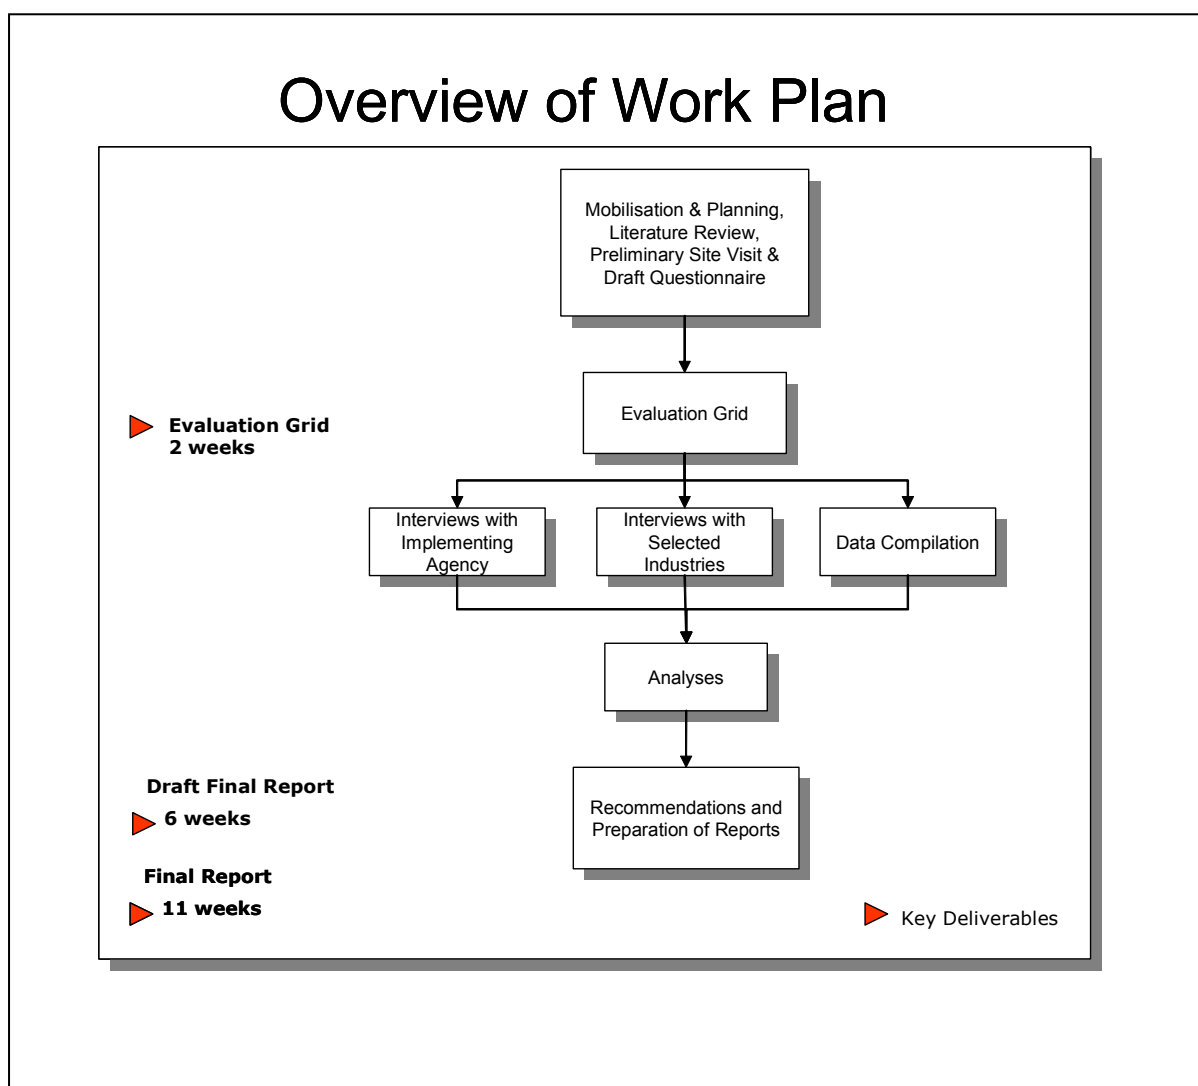 Overview of Work Plan
Mobilisation & Planning,
Literature Review,
Preliminary Site Visit &
Draft Questionnaire
Evaluation Grid
Evaluation Grid
2 weeks
Interviews with
Implementing
Agency
Interviews with
Selected
Industries
Data Compilation
Analyses
Draft Final Report
6 weeks
Recommendations and
Preparation of Reports
Final Report
11 weeks
Key Deliverables